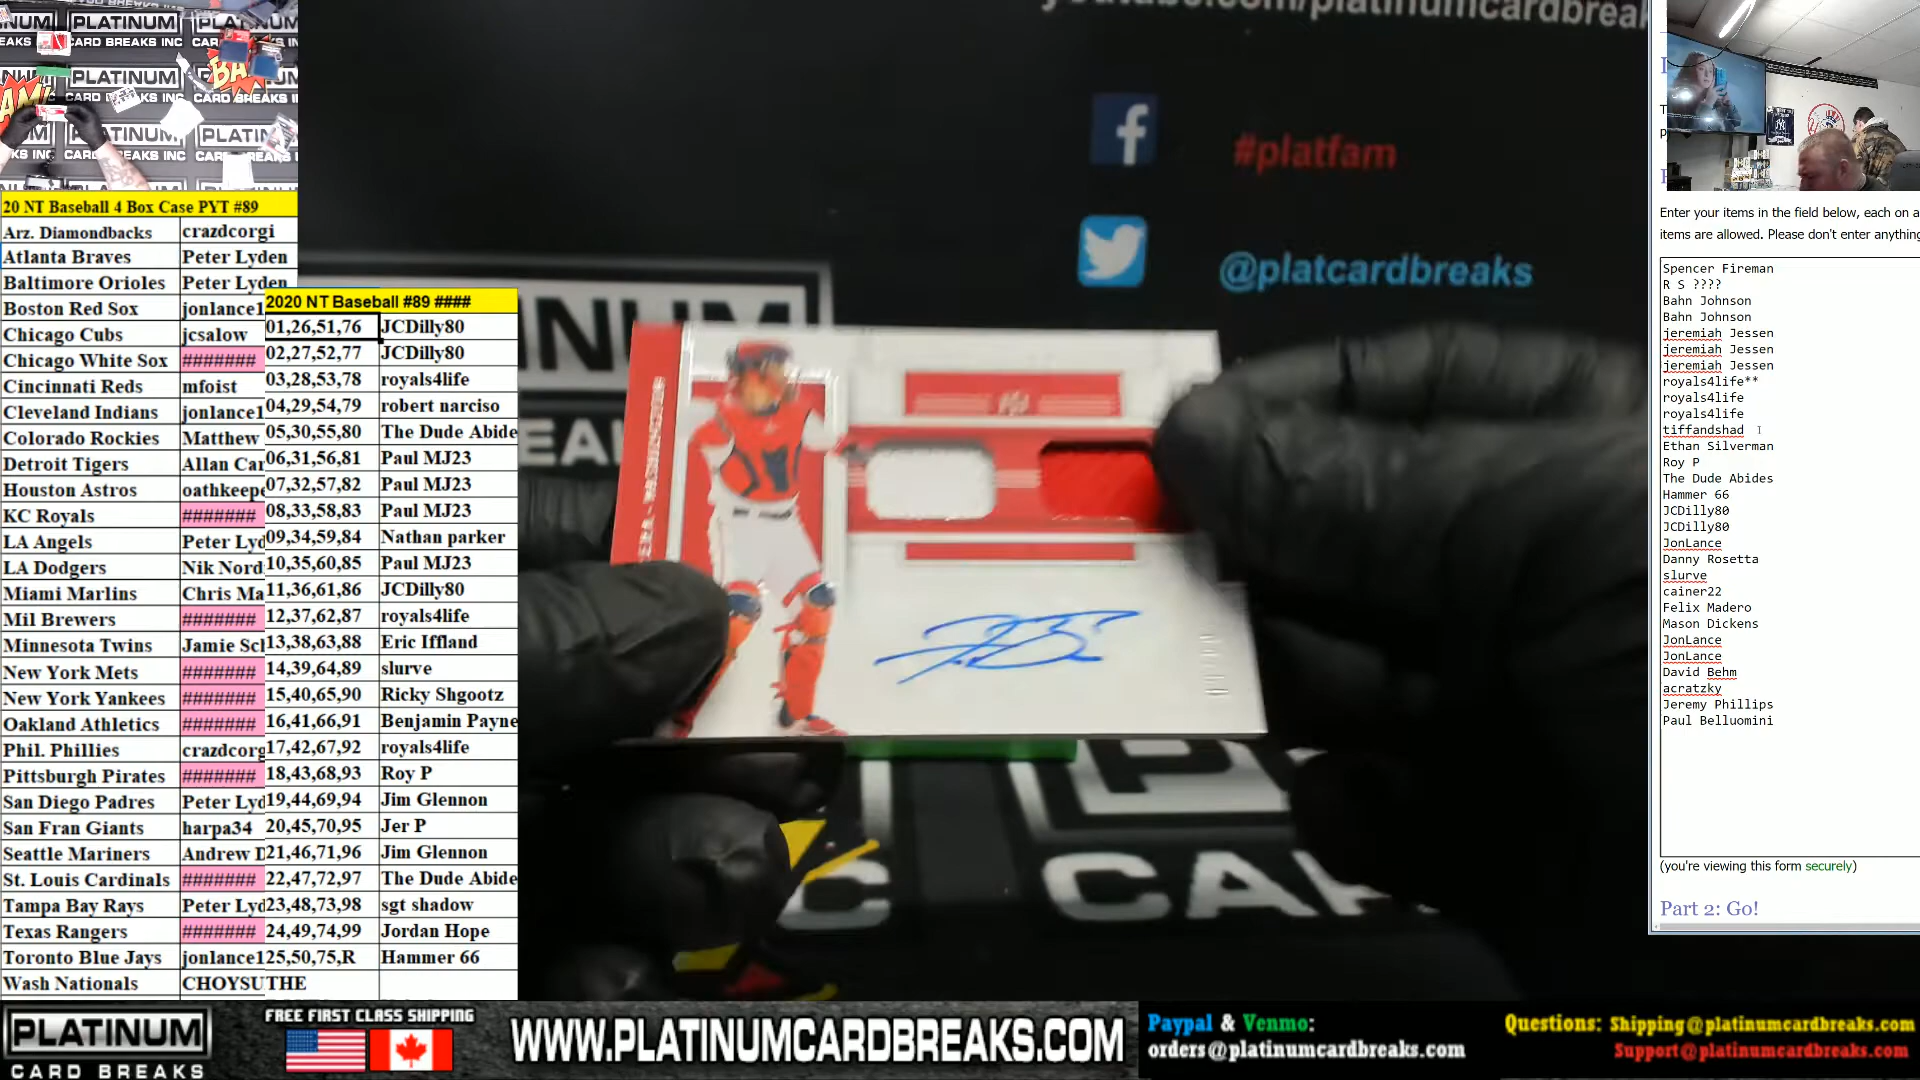 youtube.com/platinumcardbreak
#platfam
@platcardbreaks
PLATINUM
CARD BREAKS INC
20 NT Baseball 4 Box Case PYT #89
Arz. Diamondbacks crazdcorgi
Atlanta Braves Peter Lyden
Baltimore Orioles Peter Lyden
Boston Red Sox jonlance1
Chicago Cubs jcsalow
Chicago White Sox #######
Cincinnati Reds mfoist
Cleveland Indians jonlance1
Colorado Rockies Matthew
Detroit Tigers Allan Car
Houston Astros oathkeepe
KC Royals #######
LA Angels Peter Lyd
LA Dodgers Nik Nord
Miami Marlins Chris Ma
Mil Brewers #######
Minnesota Twins Jamie Sch
New York Mets #######
New York Yankees #######
Oakland Athletics #######
Phil. Phillies crazdcorg
Pittsburgh Pirates #######
San Diego Padres Peter Lyd
San Fran Giants harpa34
Seattle Mariners Andrew D
St. Louis Cardinals #######
Tampa Bay Rays Peter Lyd
Texas Rangers #######
Toronto Blue Jays jonlance1
Wash Nationals CHOYSUTHE
2020 NT Baseball #89 ####
01,26,51,76 JCDilly80
02,27,52,77 JCDilly80
03,28,53,78 royals4life
04,29,54,79 robert narciso
05,30,55,80 The Dude Abide
06,31,56,81 Paul MJ23
07,32,57,82 Paul MJ23
08,33,58,83 Paul MJ23
09,34,59,84 Nathan parker
10,35,60,85 Paul MJ23
11,36,61,86 JCDilly80
12,37,62,87 royals4life
13,38,63,88 Eric Iffland
14,39,64,89 slurve
15,40,65,90 Ricky Shgootz
16,41,66,91 Benjamin Payne
17,42,67,92 royals4life
18,43,68,93 Roy P
19,44,69,94 Jim Glennon
20,45,70,95 Jer P
21,46,71,96 Jim Glennon
22,47,72,97 The Dude Abide
23,48,73,98 sgt shadow
24,49,74,99 Jordan Hope
25,50,75,R Hammer 66
Enter your items in the field below, each on a
items are allowed. Please don't enter anything
Spencer Fireman
R S ????
Bahn Johnson
Bahn Johnson
jeremiah Jessen
jeremiah Jessen
jeremiah Jessen
royals4life**
royals4life
royals4life
tiffandshad
Ethan Silverman
Roy P
The Dude Abides
Hammer 66
JCDilly80
JCDilly80
JonLance
Danny Rosetta
slurve
cainer22
Felix Madero
Mason Dickens
JonLance
JonLance
David Behm
acratzky
Jeremy Phillips
Paul Belluomini
(you're viewing this form securely)
Part 2: Go!
PLATINUM
CARD BREAKS
FREE FIRST CLASS SHIPPING
WWW.PLATINUMCARDBREAKS.COM
Paypal & Venmo:
orders@platinumcardbreaks.com
Questions: Shipping@platinumcardbreaks.com
Support@platinumcardbreaks.com